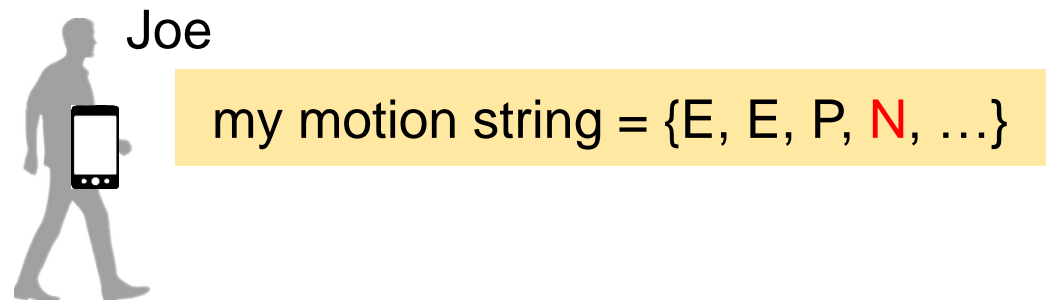 Joe
my motion string = {E, E, P, N, …}